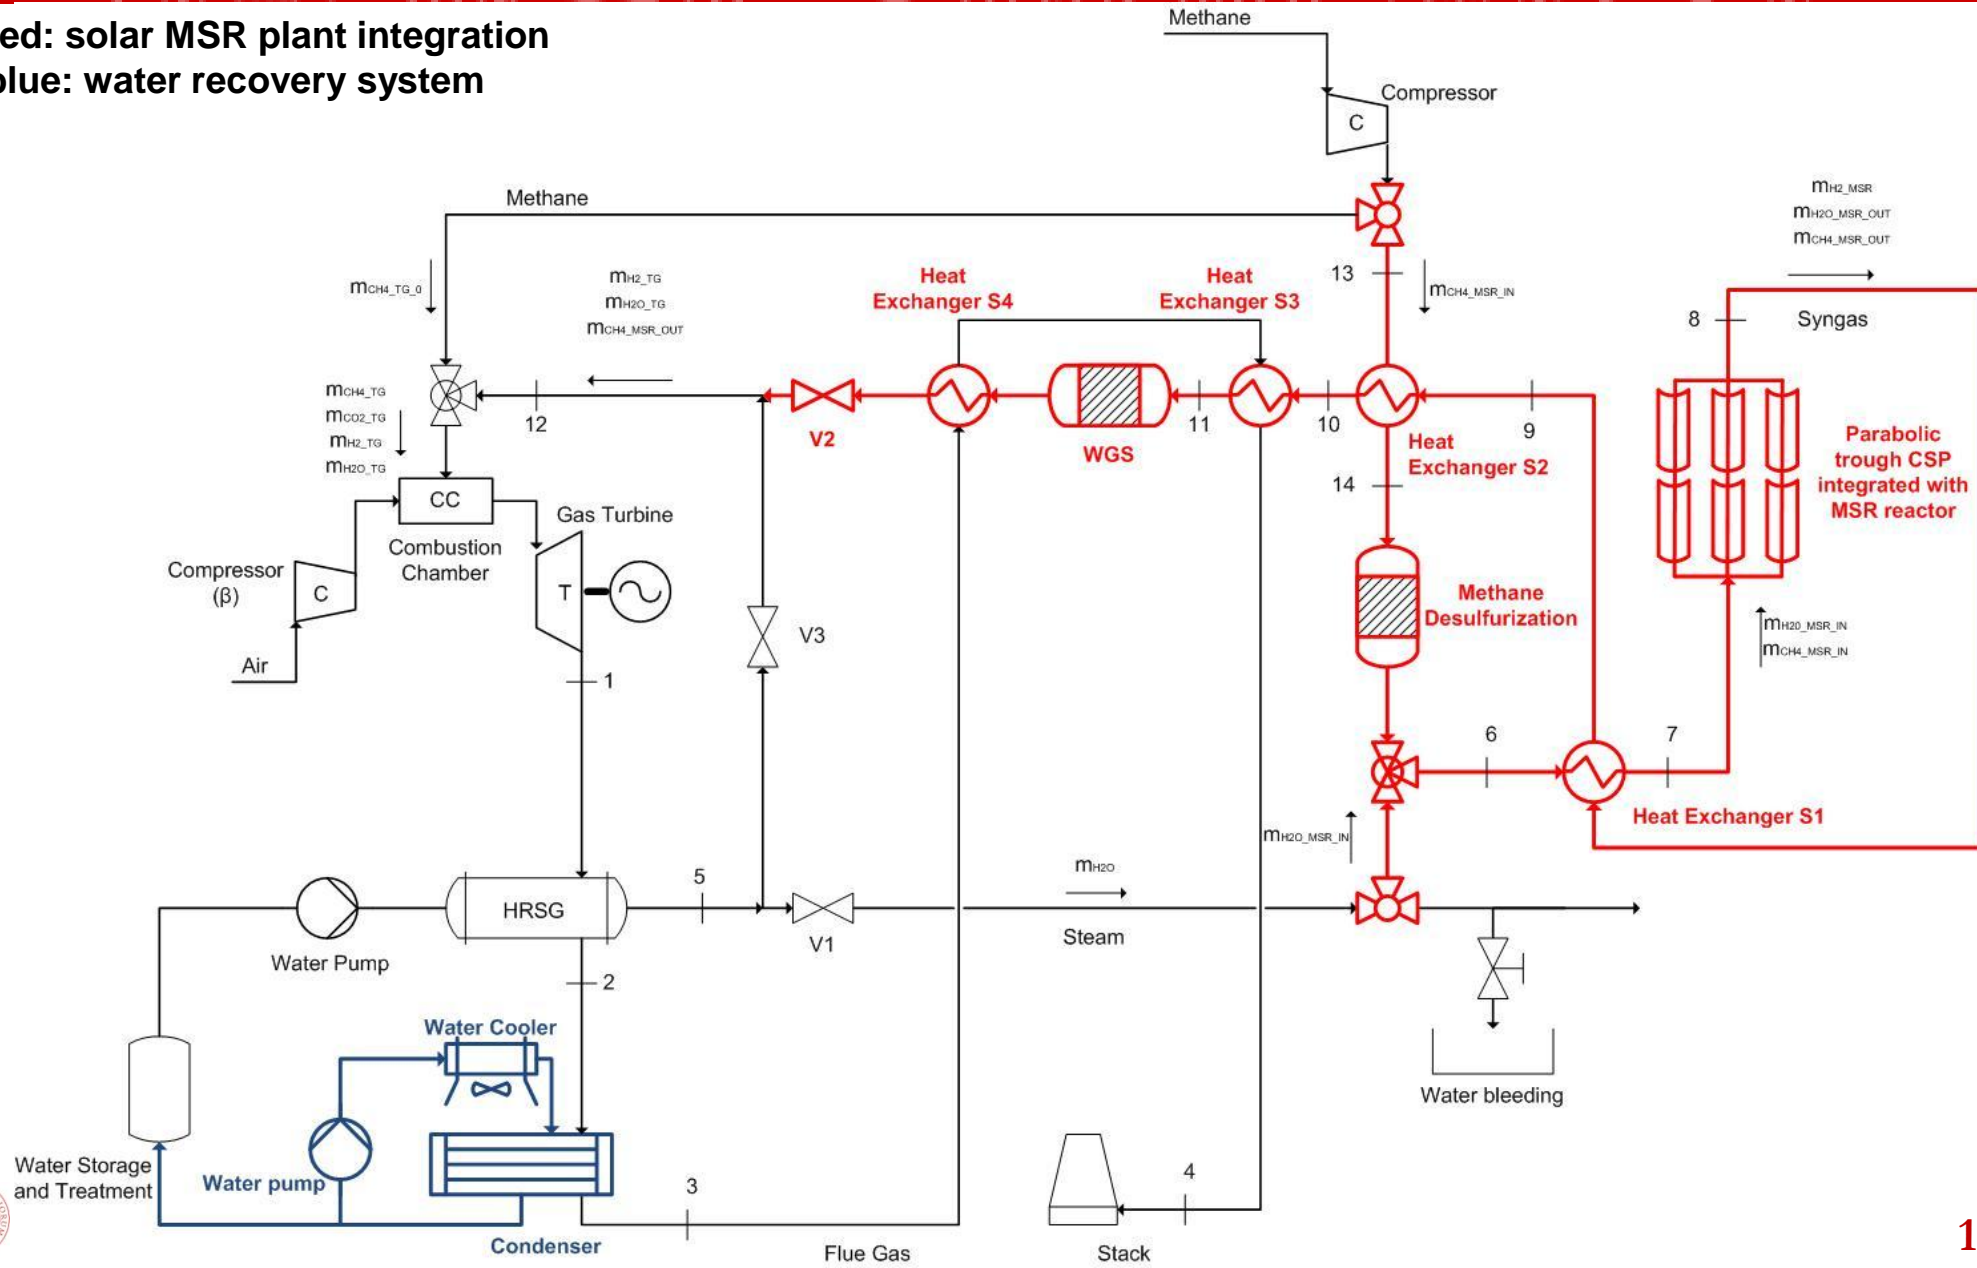 ed: solar MSR plant integration
blue: water recovery system
Methane
Compressor
C
Methane
mH2_MSR
mH2O_MSR_OUT
mCH4_MSR_OUT
mCH4_TG_0
mH2_TG
mH2O_TG
mCH4_MSR_OUT
Heat
Exchanger S4
Heat
Exchanger S3
13
mCH4_MSR_IN
8
Syngas
mCH4_TG
mCO2_TG
mH2_TG
mH2O_TG
12
V2
WGS
11
10
9
Heat
Exchanger S2
14
Parabolic
trough CSP
integrated with
MSR reactor
CC
Combustion
Chamber
Gas Turbine
Compressor
(β)
C
T
Air
1
V3
Methane
Desulfurization
mH20_MSR_IN
mCH4_MSR_IN
6
7
Heat Exchanger S1
mH2O_MSR_IN
mH2O
Steam
5
HRSG
V1
Water Pump
2
Water Cooler
Water bleeding
Water Storage
and Treatment
Water pump
Condenser
3
Flue Gas
4
Stack
1